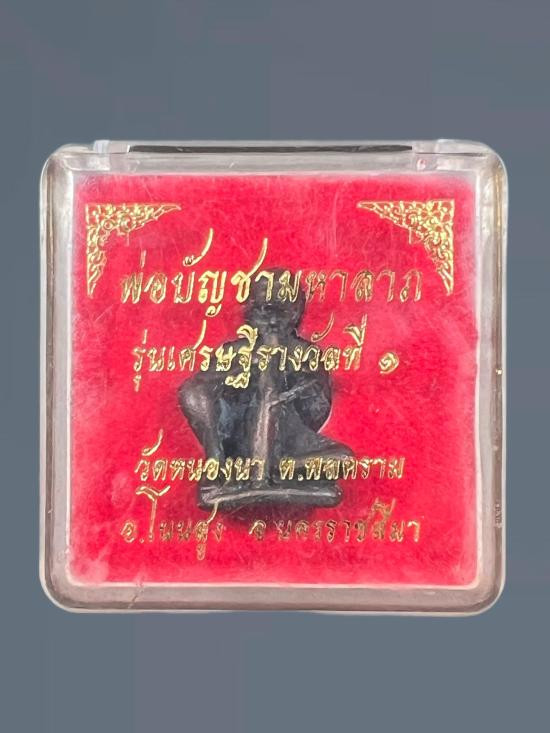 พ่อบัญชามหาลาภ
รุ่นเศรษฐีรางวัลที่ ๑
วัดหนองนา ต.พลสงคราม
อ.โนนสูง จ.นครราชสีมา